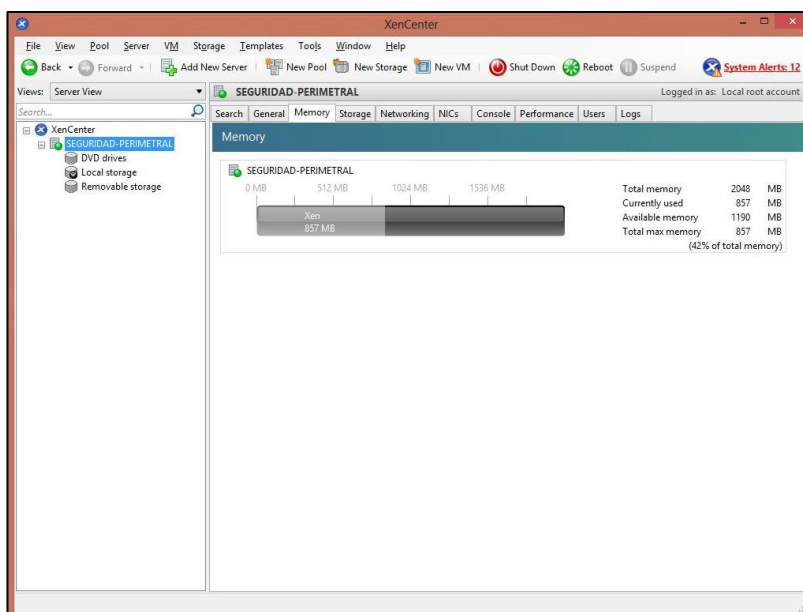 XenCenter
File View Pool Server VM Storage Templates Tools Window Help
Back Forward Add New Server New Pool New Storage New VM Shut Down Reboot Suspend System Alerts: 12
Views: Server View
SEGURIDAD-PERIMETRAL Logged in as: Local root account
Search...
Search General Memory Storage Networking NICs Console Performance Users Logs
XenCenter
SEGURIDAD-PERIMETRAL
DVD drives
Local storage
Removable storage
Memory
SEGURIDAD-PERIMETRAL
0 MB 512 MB 1024 MB 1536 MB
Xen
857 MB
Total memory 2048 MB
Currently used 857 MB
Available memory 1190 MB
Total max memory 857 MB
(42% of total memory)